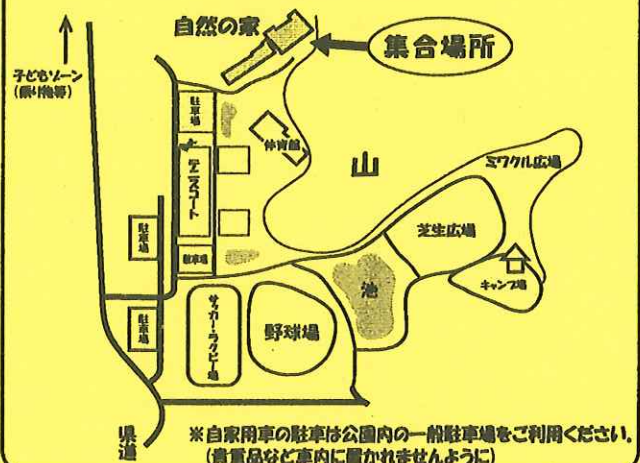 自然の家
集合場所
子どもゾーン
(乗り物等)
駐車場
体育館
山
ミワクル広場
テニスコート
芝生広場
駐車場
駐車場
池
キャンプ場
駐車場
サッカー・ラグビー場
野球場
県道
※自家用車の駐車は公園内の一般駐車場をご利用ください。
(貴重品など車内に置かれませんように)